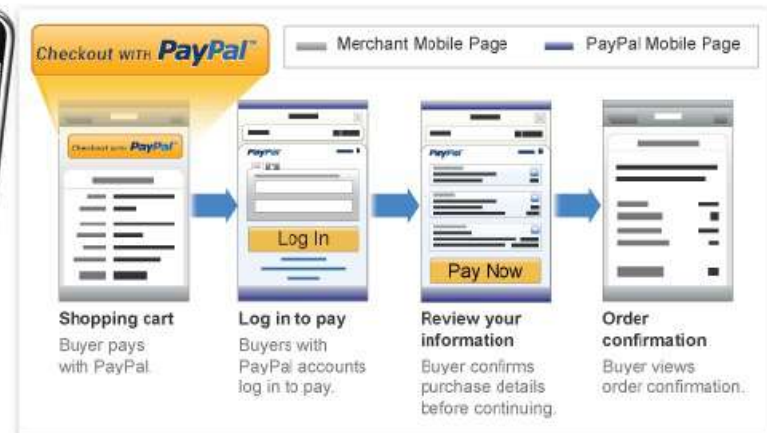 Checkout WITH PayPal™
Merchant Mobile Page
PayPal Mobile Page
Checkout WITH PayPal™
PayPal
Log In
PayPal
Pay Now
Shopping cart
Buyer pays
with PayPal.
Log in to pay
Buyers with
PayPal accounts
log in to pay.
Review your
information
Buyer confirms
purchase details
before continuing.
Order
confirmation
Buyer views
order confirmation.